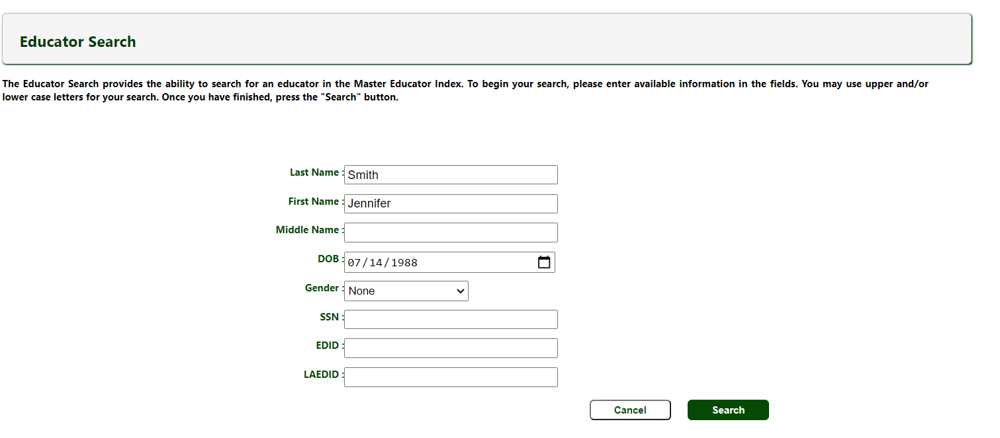 Educator Search
The Educator Search provides the ability to search for an educator in the Master Educator Index. To begin your search, please enter available information in the fields. You may use upper and/or
lower case letters for your search. Once you have finished, press the "Search" button.
Last Name : Smith
First Name : Jennifer
Middle Name :
DOB : 07/14/1988
Gender : None
SSN :
EDID :
LAEDID :
Cancel Search